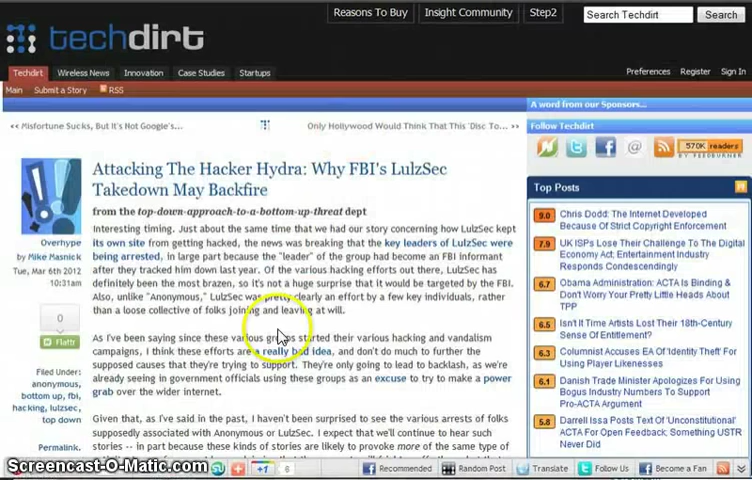 Reasons To Buy
Insight Community
Step2
Search Techdirt
Search
techdirt
Techdirt
Wireless News
Innovation
Case Studies
Startups
Preferences
Register
Sign In
Main
Submit a Story
RSS
<< Misfortune Sucks, But It's Not Google's...
Only Hollywood Would Think That This 'Disc To... >>
Overhype
by Mike Masnick
Tue, Mar 6th 2012
10:31am
0
Flattr
Filed Under:
anonymous,
bottom up, fbi,
hacking, lulzsec,
top down
Permalink.
Attacking The Hacker Hydra: Why FBI's LulzSec
Takedown May Backfire
from the top-down-approach-to-a-bottom-up-threat dept
Interesting timing. Just about the same time that we had our story concerning how LulzSec kept
its own site from getting hacked, the news was breaking that the key leaders of LulzSec were
being arrested, in large part because the "leader" of the group had become an FBI informant
after they tracked him down last year. Of the various hacking efforts out there, LulzSec has
definitely been the most brazen, so it's not a huge surprise that it would be targeted by the FBI.
Also, unlike "Anonymous," LulzSec was pretty clearly an effort by a few key individuals, rather
than a loose collective of folks joining and leaving at will.
As I've been saying since these various groups started their various hacking and vandalism
campaigns, I think these efforts are a really bad idea, and don't do much to further the
supposed causes that they're trying to support. They're only going to lead to backlash, as we're
already seeing in government officials using these groups as an excuse to try to make a power
grab over the wider internet.
Given that, as I've said in the past, I haven't been surprised to see the various arrests of folks
supposedly associated with Anonymous or LulzSec. I expect that we'll continue to hear such
stories -- in part because these kinds of stories are likely to provoke more of the same type of
A word from our Sponsors...
Follow Techdirt
570K readers
BY FEEDBURNER
Top Posts
9.0 Chris Dodd: The Internet Developed
Because Of Strict Copyright Enforcement
7.9 UK ISPs Lose Their Challenge To The Digital
Economy Act; Entertainment Industry
Responds Condescendingly
6.7 Obama Administration: ACTA Is Binding &
Don't Worry Your Pretty Little Heads About
TPP
6.5 Isn't It Time Artists Lost Their 18th-Century
Sense Of Entitlement?
6.3 Columnist Accuses EA Of 'Identity Theft' For
Using Player Likenesses
6.1 Danish Trade Minister Apologizes For Using
Bogus Industry Numbers To Support
Pro-ACTA Argument
5.8 Darrell Issa Posts Text Of 'Unconstitutional'
ACTA For Open Feedback; Something USTR
Never Did
Screencast-O-Matic.com
+1
8
Recommended
Random Post
Translate
Follow Us
Become a Fan